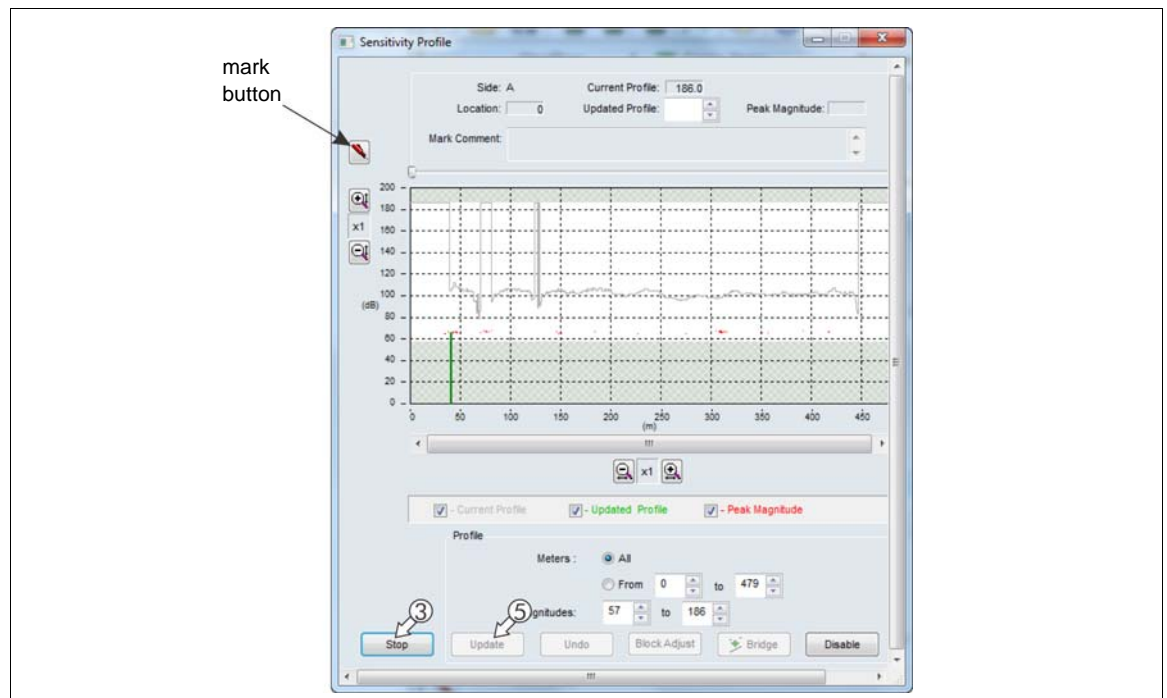 Sensitivity Profile
mark
button
Side: A Current Profile: 186.0
Location: 0 Updated Profile: Peak Magnitude:
Mark Comment:
200
180
x1
160
140
120
100
(dB)
80
60
40
20
0
0 50 100 150 200 250 300 350 400 450
(m)
x1
- Current Profile - Updated Profile - Peak Magnitude
Profile
Meters : All
From 0 to 479
gnitudes: 57 to 186
3 5
Stop Update Undo Block Adjust Bridge Disable